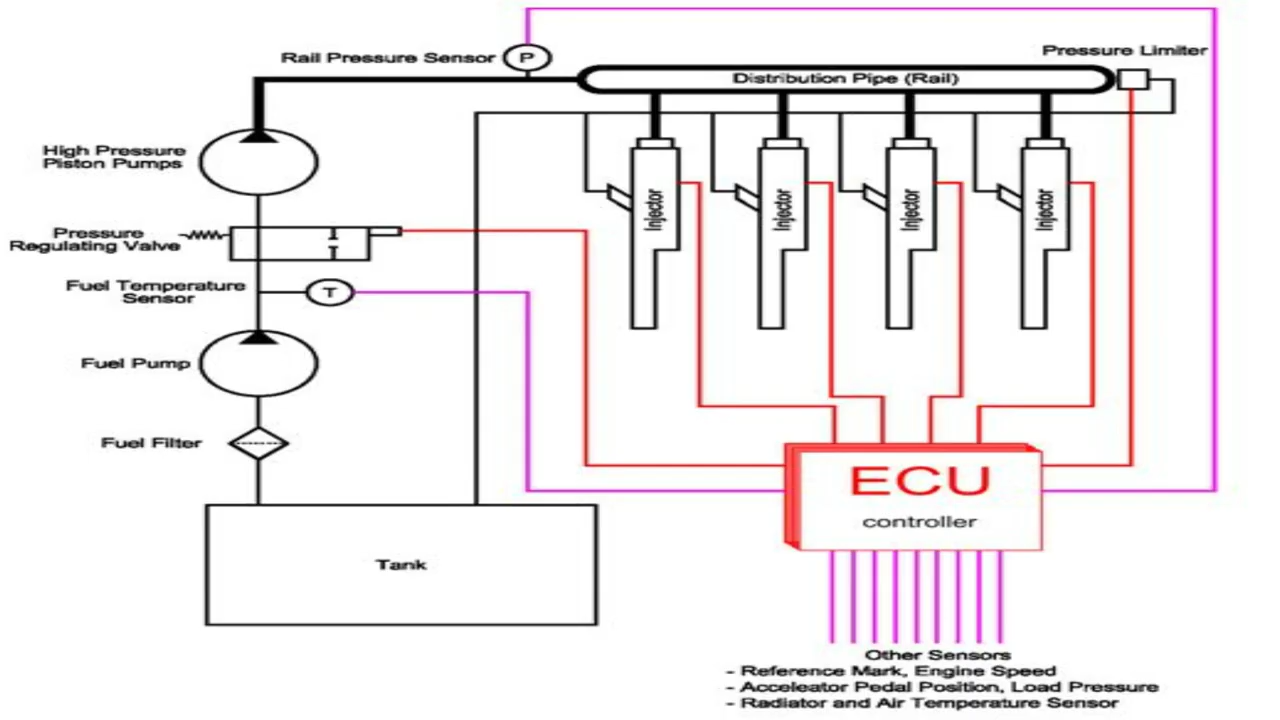 Rail Pressure Sensor
P
Pressure Limiter
Distribution Pipe (Rail)
High Pressure
Piston Pumps
Injector
Injector
Injector
Injector
Pressure
Regulating Valve
Fuel Temperature
Sensor
T
Fuel Pump
Fuel Filter
ECU
controller
Tank
Other Sensors
- Reference Mark, Engine Speed
- Acceleator Pedal Position, Load Pressure
- Radiator and Air Temperature Sensor